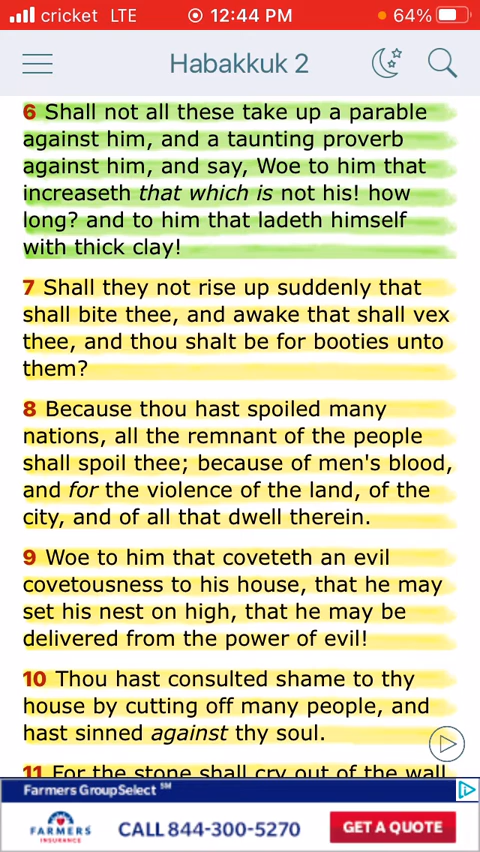 cricket LTE 12:44 PM 64%
Habakkuk 2
6 Shall not all these take up a parable
against him, and a taunting proverb
against him, and say, Woe to him that
increaseth that which is not his! how
long? and to him that ladeth himself
with thick clay!
7 Shall they not rise up suddenly that
shall bite thee, and awake that shall vex
thee, and thou shalt be for booties unto
them?
8 Because thou hast spoiled many
nations, all the remnant of the people
shall spoil thee; because of men's blood,
and for the violence of the land, of the
city, and of all that dwell therein.
9 Woe to him that coveteth an evil
covetousness to his house, that he may
set his nest on high, that he may be
delivered from the power of evil!
10 Thou hast consulted shame to thy
house by cutting off many people, and
hast sinned against thy soul.
11 For the stone shall cry out of the wall
Farmers GroupSelect SM
FARMERS
INSURANCE
CALL 844-300-5270
GET A QUOTE